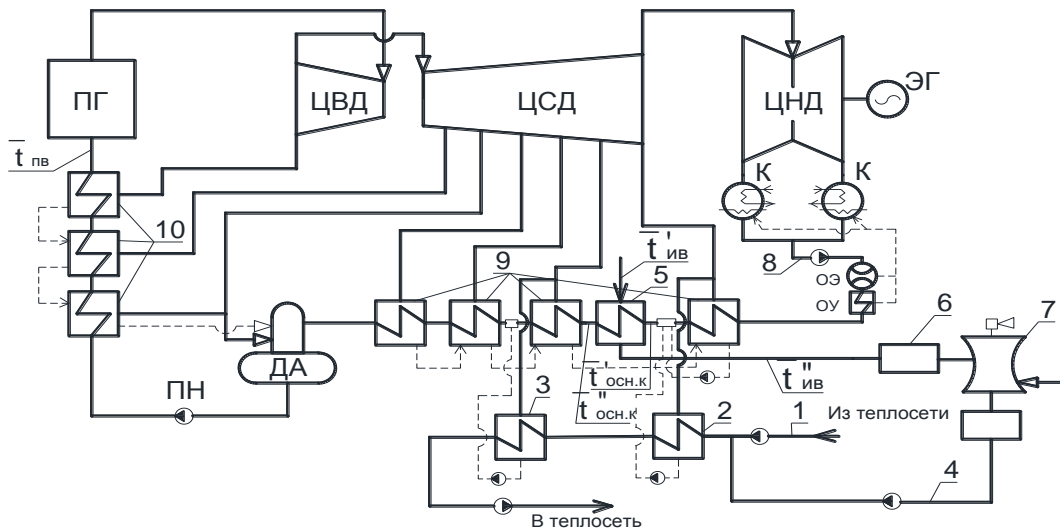 ПГ
ЦВД
ЦСД
ЦНД
ЭГ
t̅ пв
К
К
10
9
t̅'ив
5
8
ОЭ
ОУ
6
7
ДА
ПН
t̅'осн.к
t̅''осн.к
t̅''ив
3
2
1
Из теплосети
4
В теплосеть